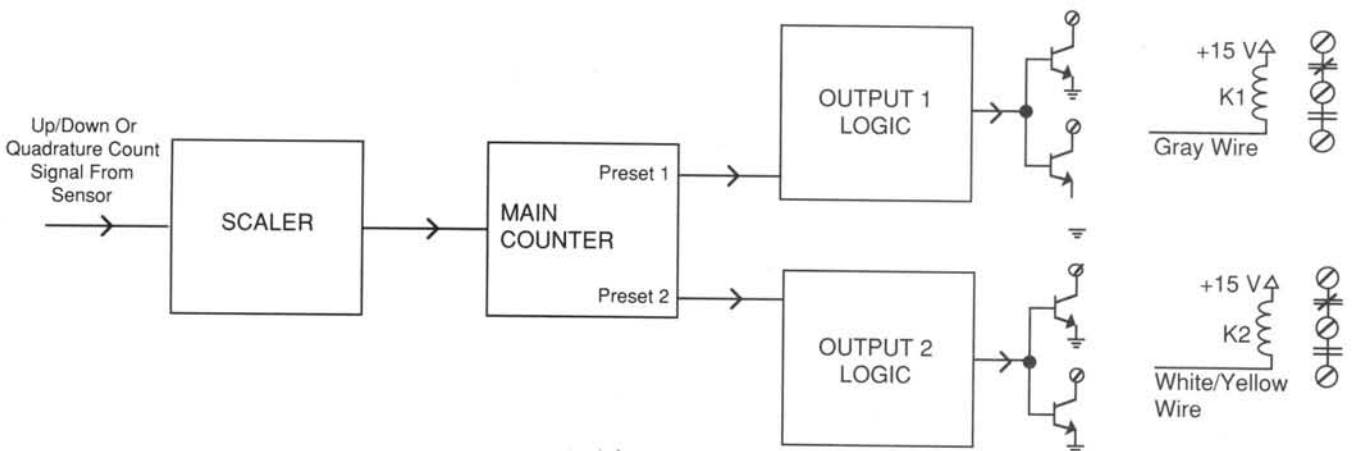 Up/Down Or
Quadrature Count
Signal From
Sensor
SCALER
MAIN
COUNTER
Preset 1
Preset 2
OUTPUT 1
LOGIC
OUTPUT 2
LOGIC
+15 V
K1
Gray Wire
+15 V
K2
White/Yellow
Wire